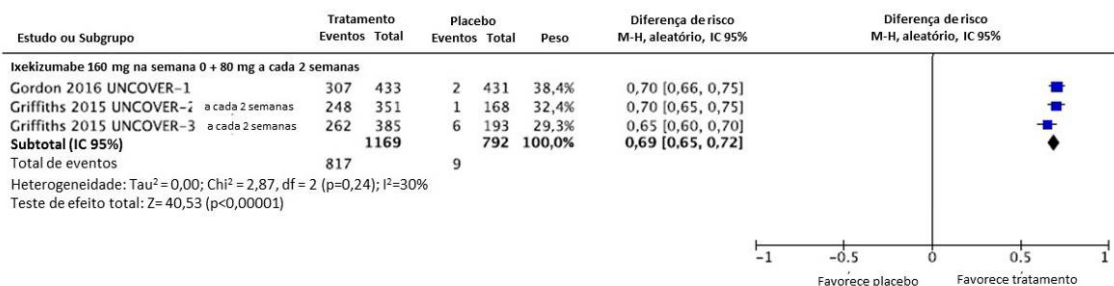 Tratamento Placebo Diferença de risco Diferença de risco
Estudo ou Subgrupo Eventos Total Eventos Total Peso M-H, aleatório, IC 95% M-H, aleatório, IC 95%
Ixekizumabe 160 mg na semana 0 + 80 mg a cada 2 semanas
Gordon 2016 UNCOVER-1 307 433 2 431 38,4% 0,70 [0,66, 0,75]
Griffiths 2015 UNCOVER-2 a cada 2 semanas 248 351 1 168 32,4% 0,70 [0,65, 0,75]
Griffiths 2015 UNCOVER-3 a cada 2 semanas 262 385 6 193 29,3% 0,65 [0,60, 0,70]
Subtotal (IC 95%) 1169 792 100,0% 0,69 [0,65, 0,72]
Total de eventos 817 9
Heterogeneidade: Tau² = 0,00; Chi² = 2,87, df = 2 (p=0,24); I²=30%
Teste de efeito total: Z= 40,53 (p<0,00001)
-1 -0.5 0 0.5 1
Favorece placebo Favorece tratamento